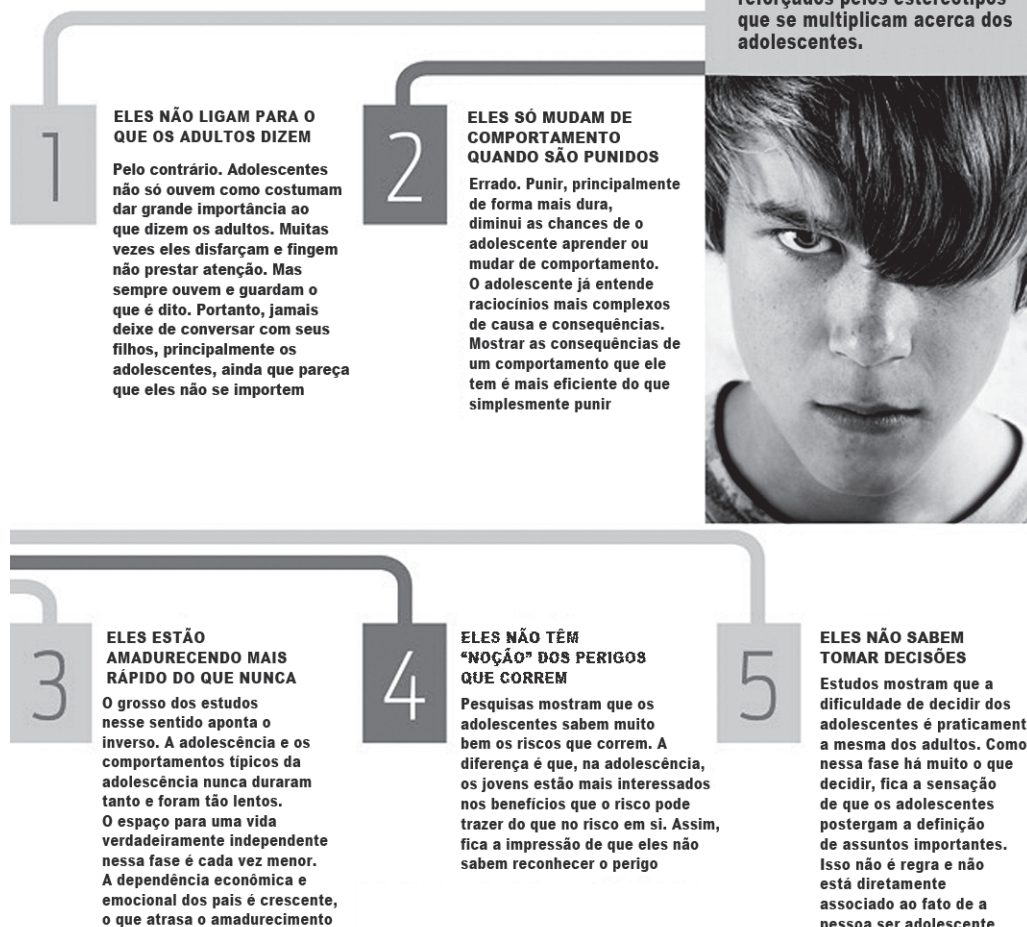 reforçados pelos estereótipos
que se multiplicam acerca dos
adolescentes.
1
ELES NÃO LIGAM PARA O
QUE OS ADULTOS DIZEM
Pelo contrário. Adolescentes
não só ouvem como costumam
dar grande importância ao
que dizem os adultos. Muitas
vezes eles disfarçam e fingem
não prestar atenção. Mas
sempre ouvem e guardam o
que é dito. Portanto, jamais
deixe de conversar com seus
filhos, principalmente os
adolescentes, ainda que pareça
que eles não se importem
2
ELES SÓ MUDAM DE
COMPORTAMENTO
QUANDO SÃO PUNIDOS
Errado. Punir, principalmente
de forma mais dura,
diminui as chances de o
adolescente aprender ou
mudar de comportamento.
O adolescente já entende
raciocínios mais complexos
de causa e consequências.
Mostrar as consequências de
um comportamento que ele
tem é mais eficiente do que
simplesmente punir
3
ELES ESTÃO
AMADURECENDO MAIS
RÁPIDO DO QUE NUNCA
O grosso dos estudos
nesse sentido aponta o
inverso. A adolescência e os
comportamentos típicos da
adolescência nunca duraram
tanto e foram tão lentos.
O espaço para uma vida
verdadeiramente independente
nessa fase é cada vez menor.
A dependência econômica e
emocional dos pais é crescente,
o que atrasa o amadurecimento
4
ELES NÃO TÊM
“NOÇÃO” DOS PERIGOS
QUE CORREM
Pesquisas mostram que os
adolescentes sabem muito
bem os riscos que correm. A
diferença é que, na adolescência,
os jovens estão mais interessados
nos benefícios que o risco pode
trazer do que no risco em si. Assim,
fica a impressão de que eles não
sabem reconhecer o perigo
5
ELES NÃO SABEM
TOMAR DECISÕES
Estudos mostram que a
dificuldade de decidir dos
adolescentes é praticament
a mesma dos adultos. Como
nessa fase há muito o que
decidir, fica a sensação
de que os adolescentes
postergam a definição
de assuntos importantes.
Isso não é regra e não
está diretamente
associado ao fato de a
pessoa ser adolescente